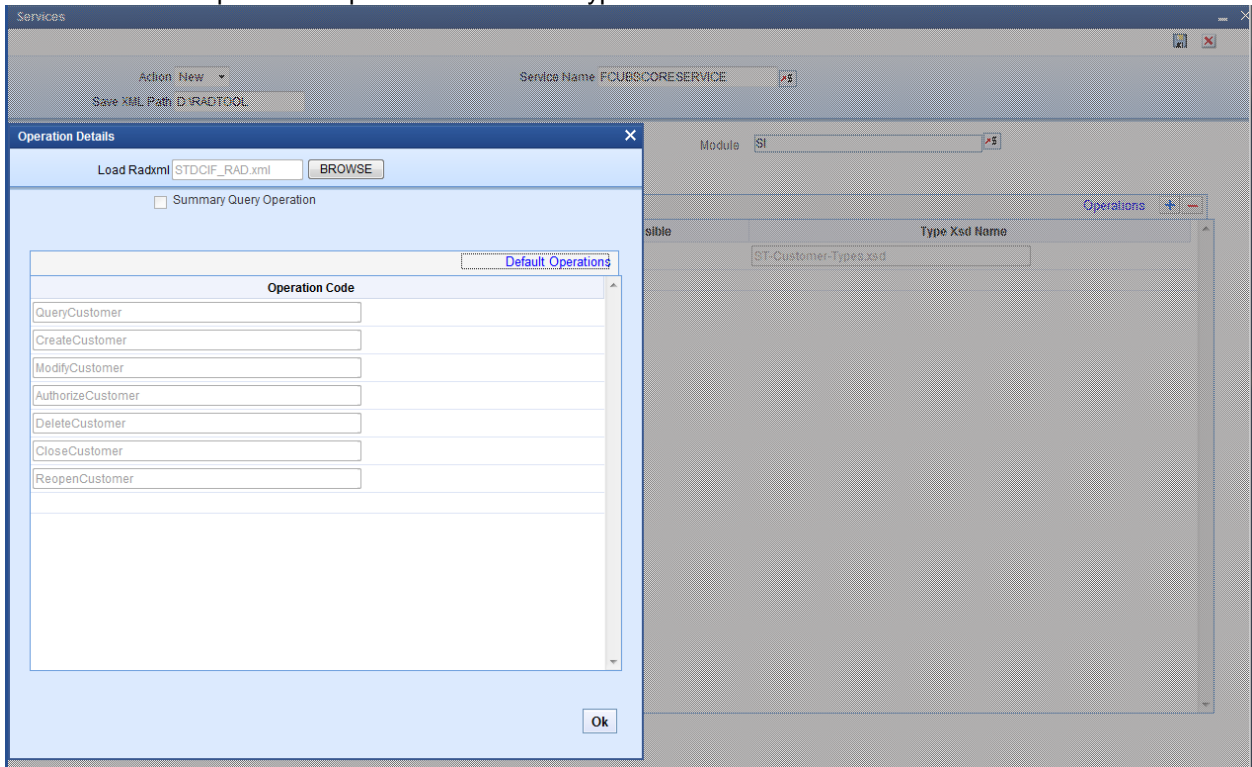 Services
Action New
Service Name FCUBSCORESERVICE
Save XML Path D:\RADTOOL
Operation Details
Module SI
Load Radxml STDCIF_RAD.xml BROWSE
Summary Query Operation
Operations + −
sible Type Xsd Name
ST-Customer-Types.xsd
Default Operations
Operation Code
QueryCustomer
CreateCustomer
ModifyCustomer
AuthorizeCustomer
DeleteCustomer
CloseCustomer
ReopenCustomer
Ok